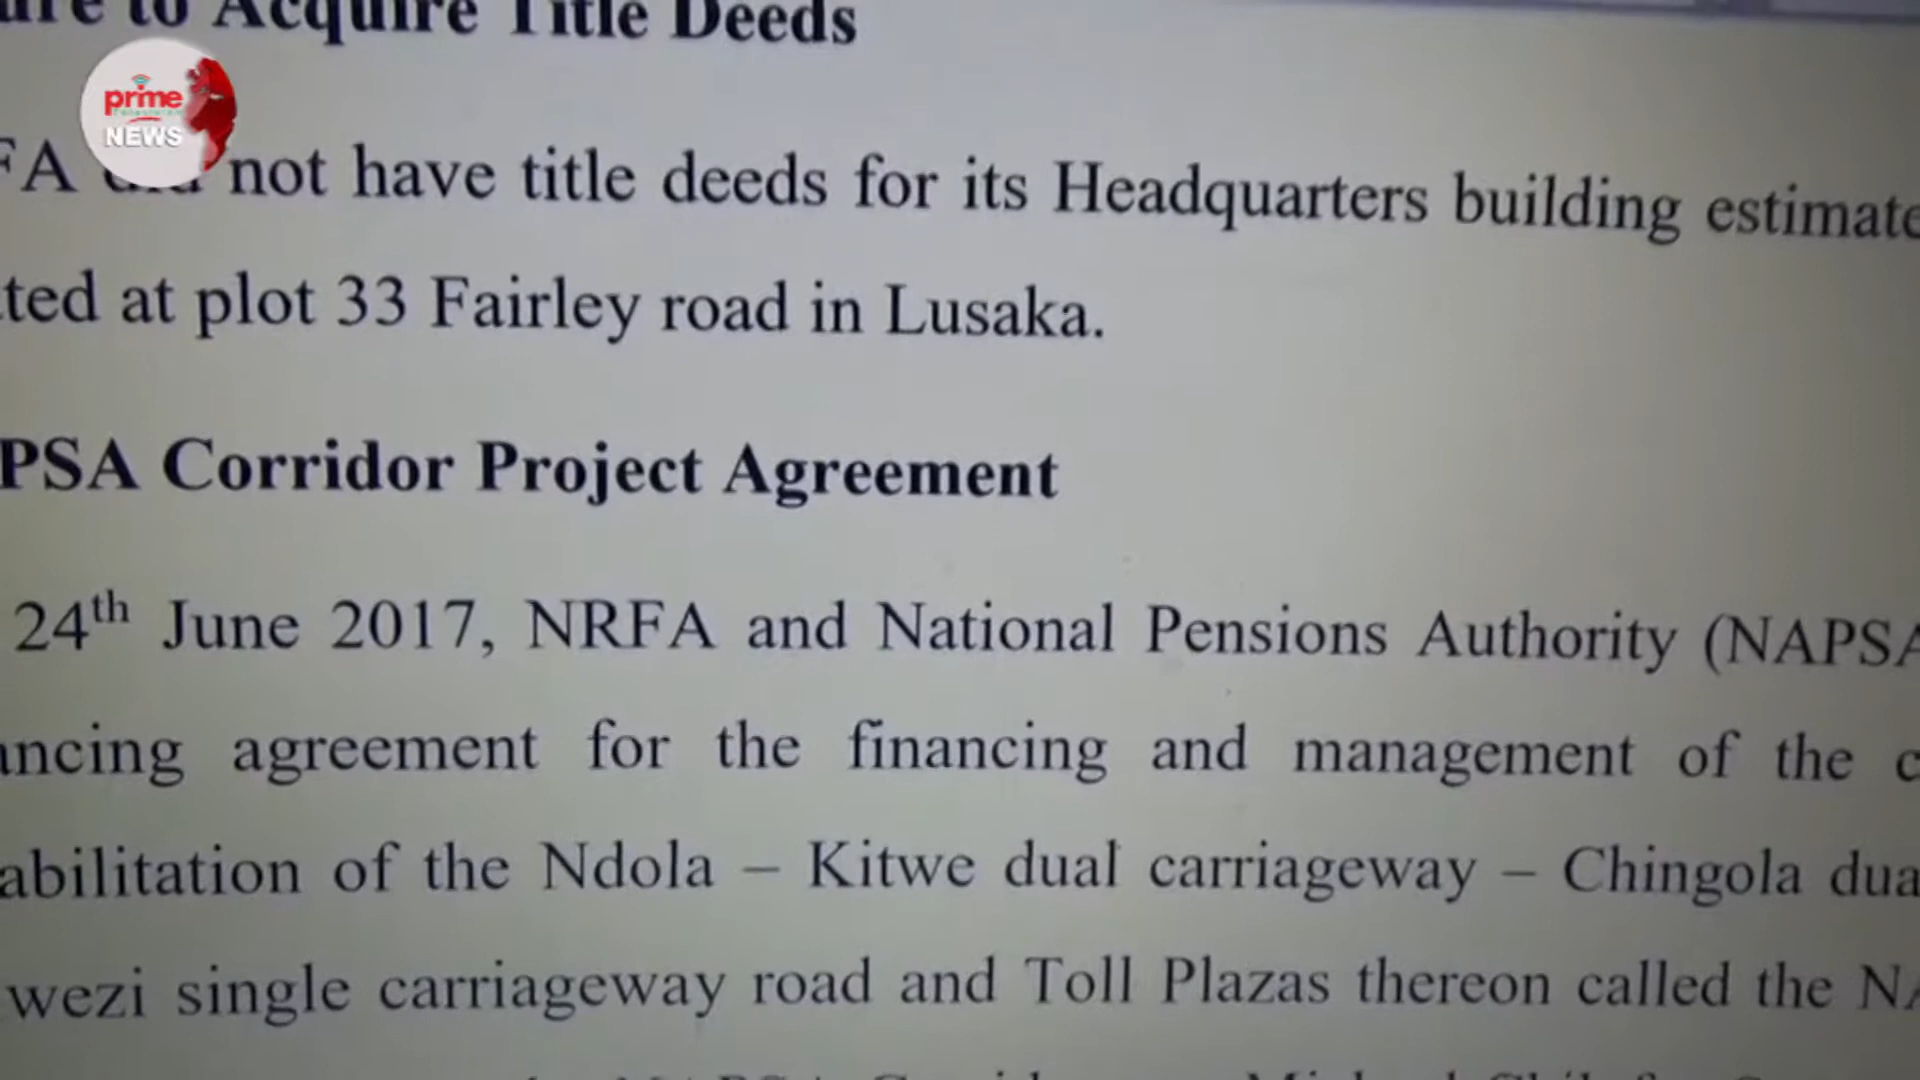 to Acquire Title Deeds
prime
NEWS
FA did not have title deeds for its Headquarters building estimate
ted at plot 33 Fairley road in Lusaka.
PSA Corridor Project Agreement
24th June 2017, NRFA and National Pensions Authority (NAPSA
ancing agreement for the financing and management of the c
abilitation of the Ndola – Kitwe dual carriageway – Chingola dua
wezi single carriageway road and Toll Plazas thereon called the NA